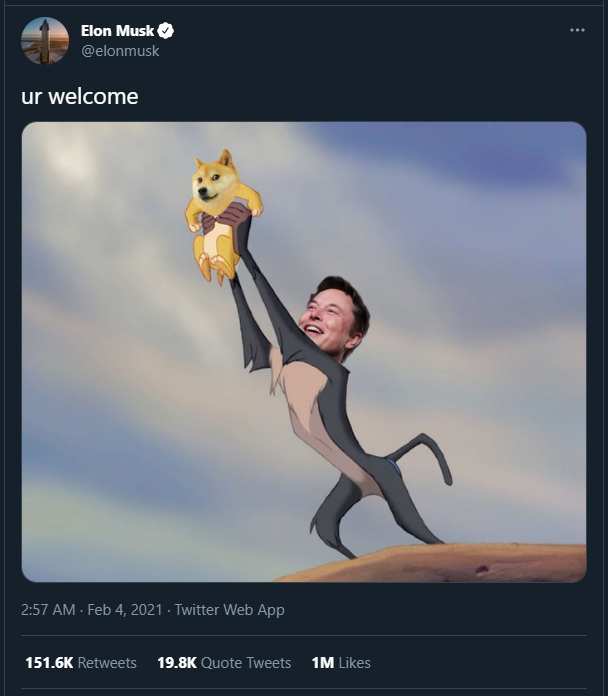 Elon Musk
@elonmusk
ur welcome
2:57 AM · Feb 4, 2021 · Twitter Web App
151.6K Retweets 19.8K Quote Tweets 1M Likes